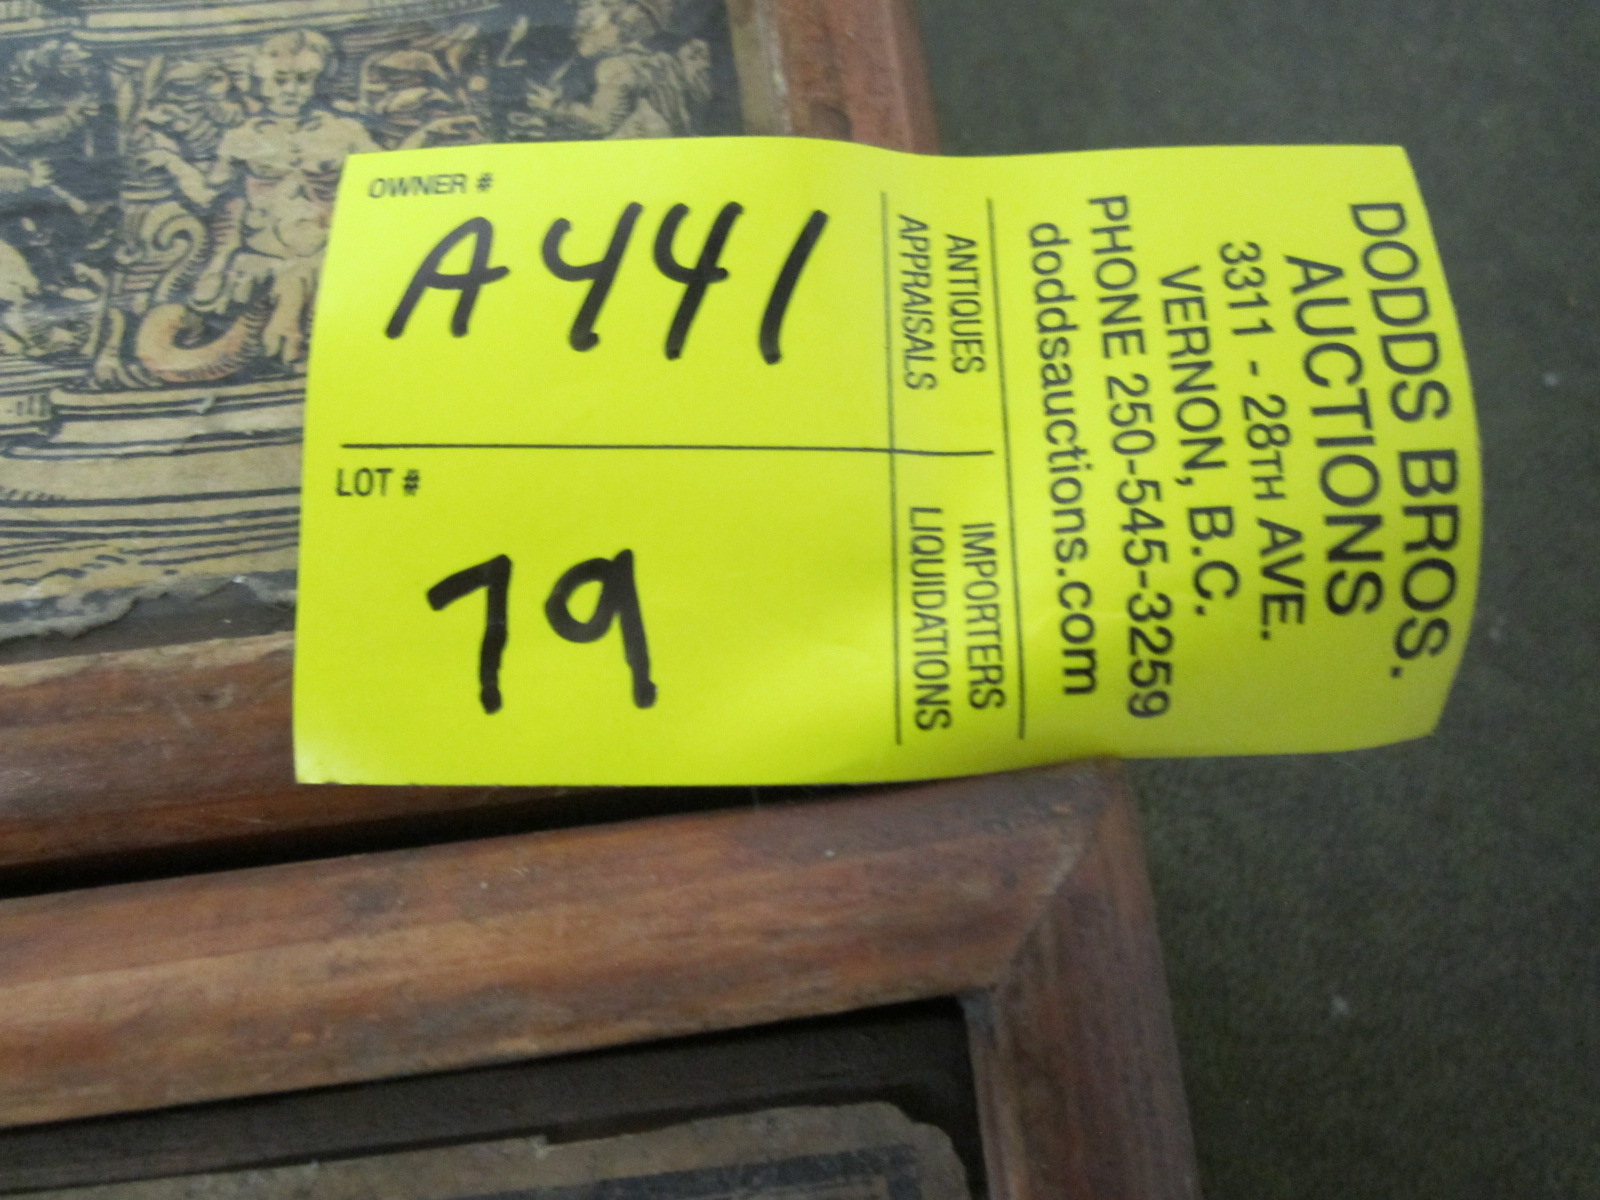 OWNER #
A441
LOT #
79
ANTIQUES
APPRAISALS
IMPORTERS
LIQUIDATIONS
DODDS BROS.
AUCTIONS
3311 - 28TH AVE.
VERNON, B.C.
PHONE 250-545-3259
doddsauctions.com